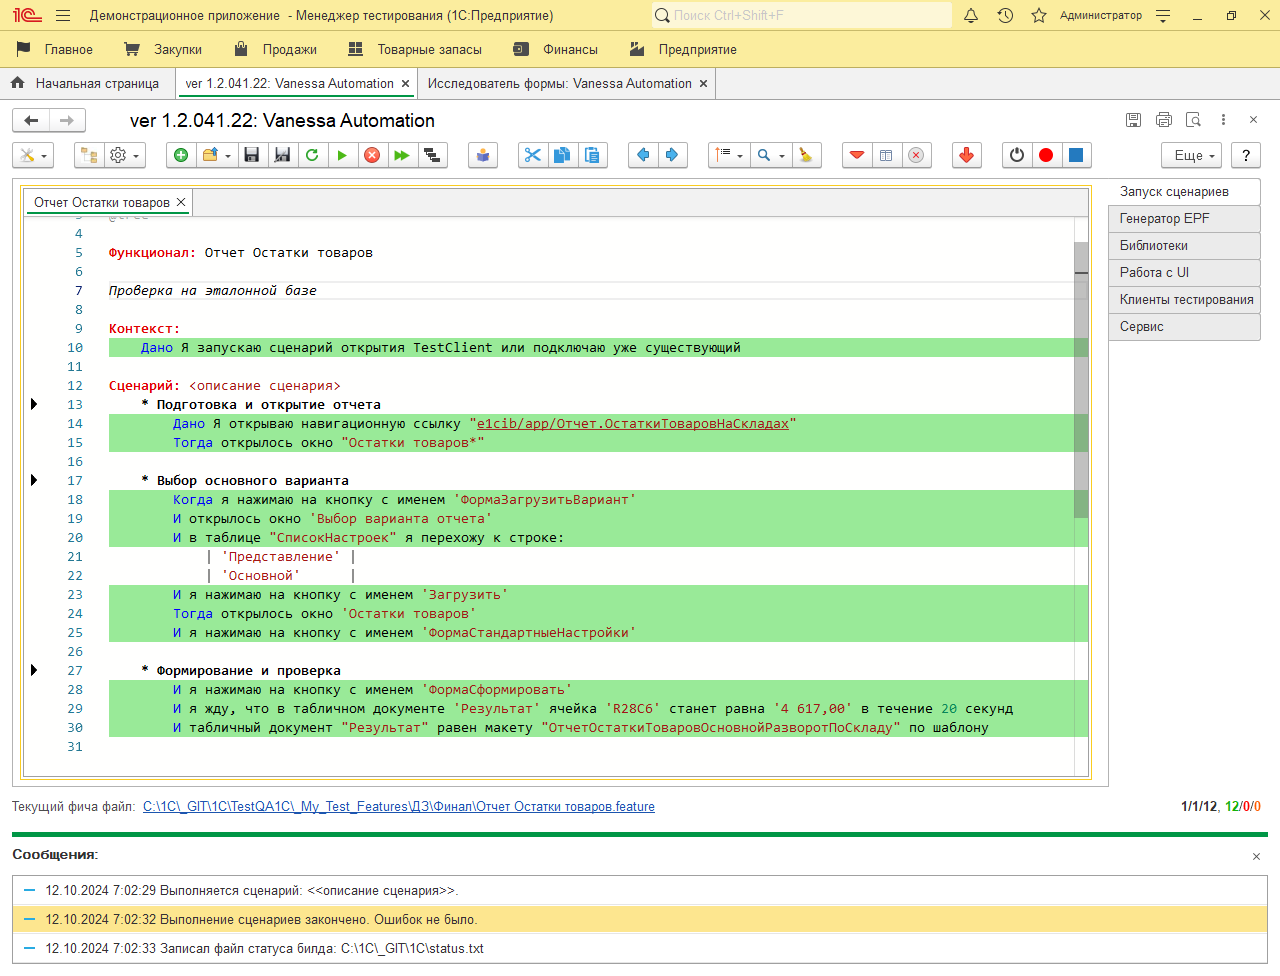 Демонстрационное приложение - Менеджер тестирования (1С:Предприятие)
Поиск Ctrl+Shift+F
Администратор
Главное
Закупки
Продажи
Товарные запасы
Финансы
Предприятие
Начальная страница
ver 1.2.041.22: Vanessa Automation
Исследователь формы: Vanessa Automation
ver 1.2.041.22: Vanessa Automation
Еще
?
Отчет Остатки товаров
Запуск сценариев
Генератор EPF
Библиотеки
Работа с UI
Клиенты тестирования
Сервис
4
5 Функционал: Отчет Остатки товаров
6
7 Проверка на эталонной базе
8
9 Контекст:
10 Дано Я запускаю сценарий открытия TestClient или подключаю уже существующий
11
12 Сценарий: <описание сценария>
13 * Подготовка и открытие отчета
14 Дано Я открываю навигационную ссылку "e1cib/app/Отчет.ОстаткиТоваровНаСкладах"
15 Тогда открылось окно "Остатки товаров*"
16
17 * Выбор основного варианта
18 Когда я нажимаю на кнопку с именем 'ФормаЗагрузитьВариант'
19 И открылось окно 'Выбор варианта отчета'
20 И в таблице "СписокНастроек" я перехожу к строке:
21 | 'Представление' |
22 | 'Основной' |
23 И я нажимаю на кнопку с именем 'Загрузить'
24 Тогда открылось окно 'Остатки товаров'
25 И я нажимаю на кнопку с именем 'ФормаСтандартныеНастройки'
26
27 * Формирование и проверка
28 И я нажимаю на кнопку с именем 'ФормаСформировать'
29 И я жду, что в табличном документе 'Результат' ячейка 'R28C6' станет равна '4 617,00' в течение 20 секунд
30 И табличный документ "Результат" равен макету "ОтчетОстаткиТоваровОсновнойРазворотПоСкладу" по шаблону
31
Текущий фича файл: C:\1C\_GIT\1C\TestQA1C\_My_Test_Features\ДЗ\Финал\Отчет Остатки товаров.feature
1/1/12, 12/0/0
Сообщения:
12.10.2024 7:02:29 Выполняется сценарий: <<описание сценария>>.
12.10.2024 7:02:32 Выполнение сценариев закончено. Ошибок не было.
12.10.2024 7:02:33 Записал файл статуса билда: C:\1C\_GIT\1C\status.txt